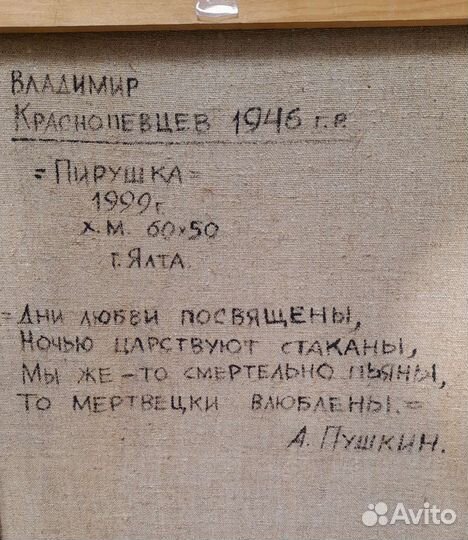 ВЛАДИМИР
КРАСНОПЕВЦЕВ 1946 г.р.
= ПИРУШКА =
1999г.
х.м. 60×50
г. ЯЛТА
= ДНИ ЛЮБВИ ПОСВЯЩЕНЫ,
НОЧЬЮ ЦАРСТВУЮТ СТАКАНЫ,
МЫ ЖЕ – ТО СМЕРТЕЛЬНО ПЬЯНЫ,
ТО МЕРТВЕЦКИ ВЛЮБЛЕНЫ. =
А. ПУШКИН.
Avito